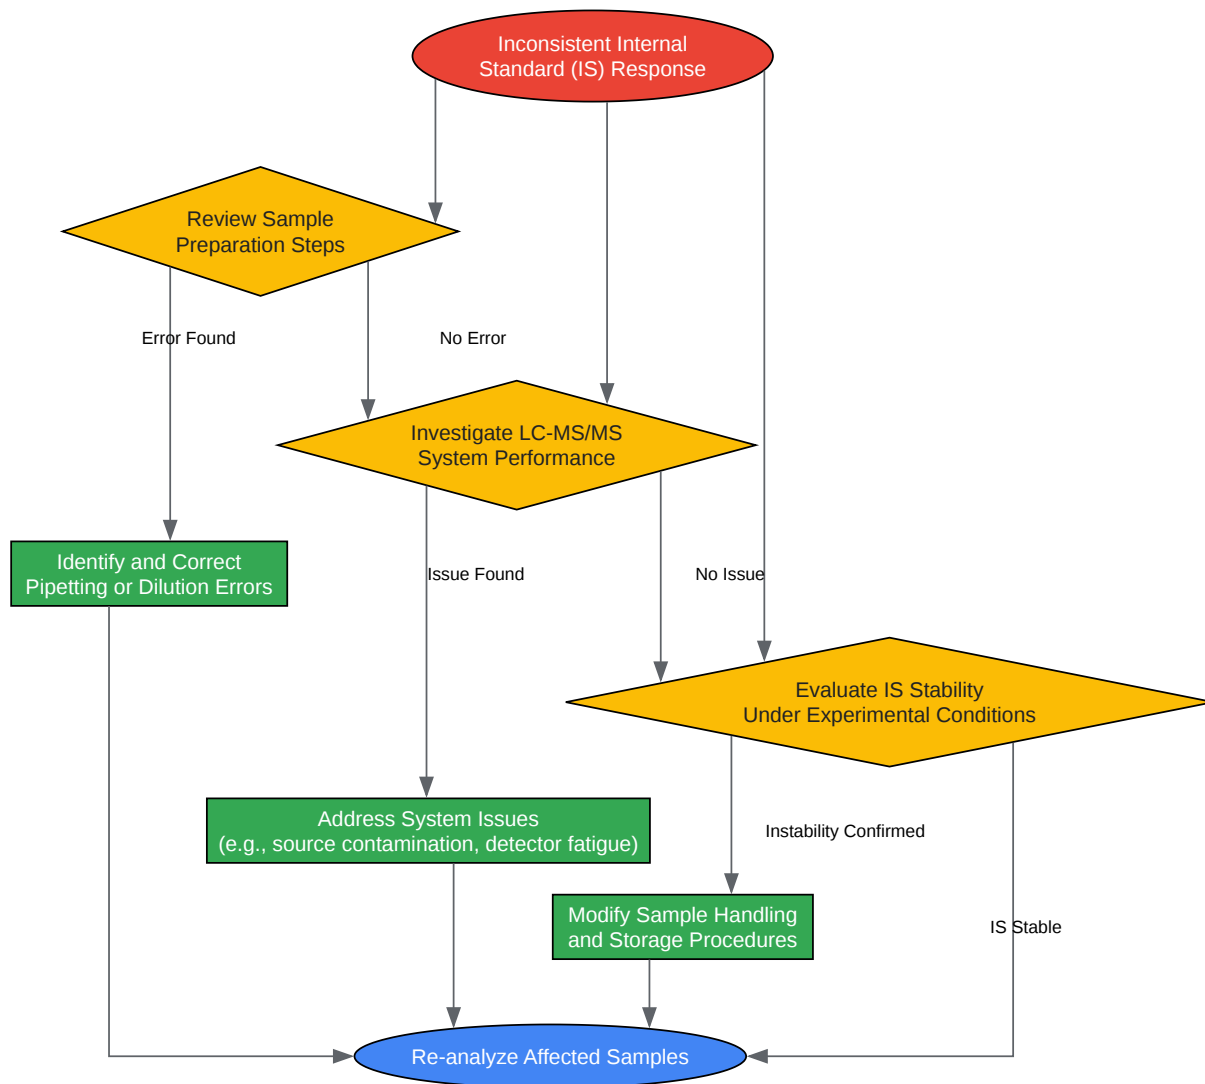 Inconsistent Internal
Standard (IS) Response
Review Sample
Preparation Steps
Error Found
No Error
Investigate LC-MS/MS
System Performance
Identify and Correct
Pipetting or Dilution Errors
Issue Found
No Issue
Evaluate IS Stability
Under Experimental Conditions
Address System Issues
(e.g., source contamination, detector fatigue)
Instability Confirmed
Modify Sample Handling
and Storage Procedures
IS Stable
Re-analyze Affected Samples